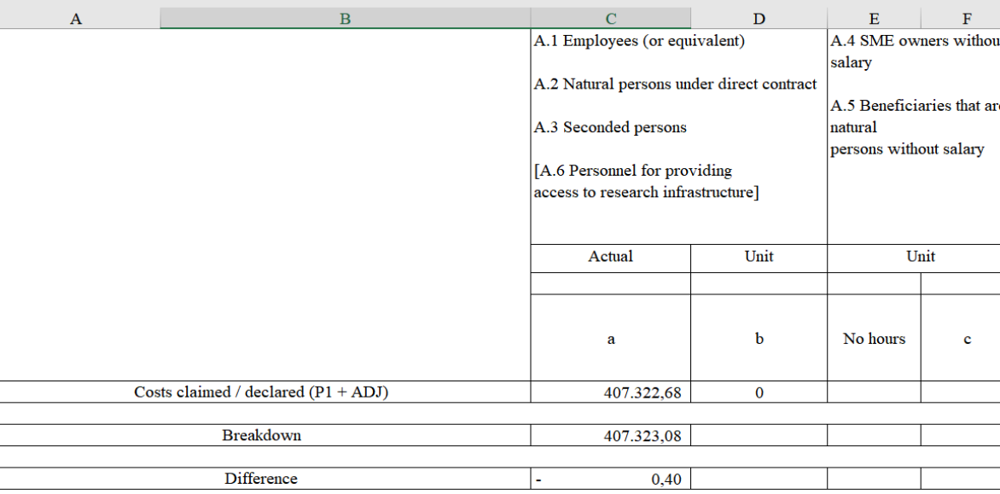 A B C D E F
A.1 Employees (or equivalent)
A.2 Natural persons under direct contract
A.3 Seconded persons
[A.6 Personnel for providing
access to research infrastructure]
A.4 SME owners withou
salary
A.5 Beneficiaries that are
natural
persons without salary
Actual Unit Unit
a b No hours c
Costs claimed / declared (P1 + ADJ) 407.322,68 0
Breakdown 407.323,08
Difference - 0,40